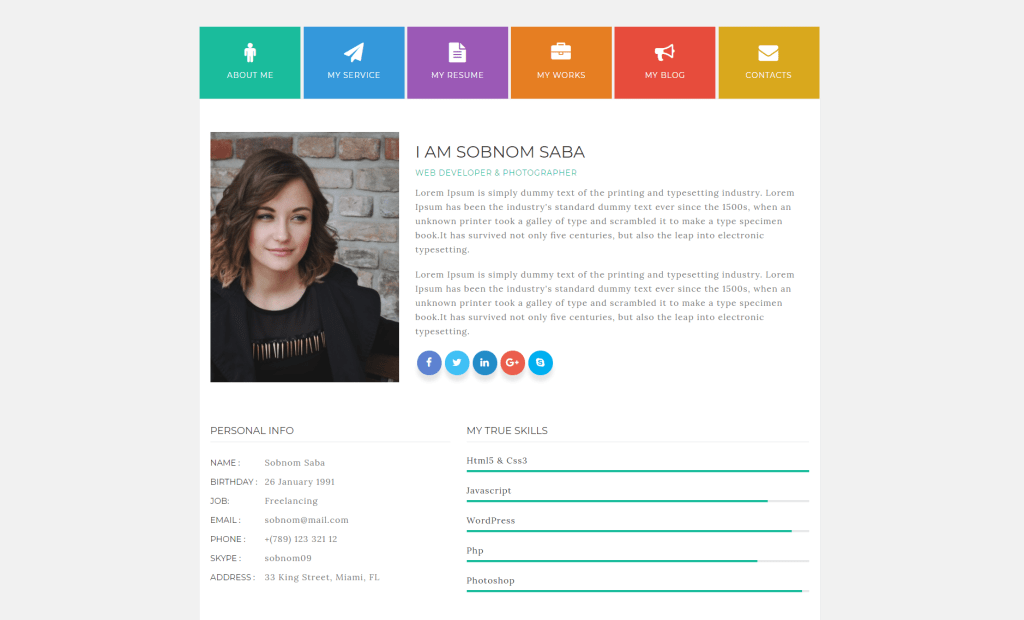 ABOUT ME
MY SERVICE
MY RESUME
MY WORKS
MY BLOG
CONTACTS
I AM SOBNOM SABA
WEB DEVELOPER & PHOTOGRAPHER
Lorem Ipsum is simply dummy text of the printing and typesetting industry. Lorem
Ipsum has been the industry's standard dummy text ever since the 1500s, when an
unknown printer took a galley of type and scrambled it to make a type specimen
book.It has survived not only five centuries, but also the leap into electronic
typesetting.
Lorem Ipsum is simply dummy text of the printing and typesetting industry. Lorem
Ipsum has been the industry's standard dummy text ever since the 1500s, when an
unknown printer took a galley of type and scrambled it to make a type specimen
book.It has survived not only five centuries, but also the leap into electronic
typesetting.
PERSONAL INFO
NAME : Sobnom Saba
BIRTHDAY : 26 January 1991
JOB: Freelancing
EMAIL : sobnom@mail.com
PHONE : +(789) 123 321 12
SKYPE : sobnom09
ADDRESS : 33 King Street, Miami, FL
MY TRUE SKILLS
Html5 & Css3
Javascript
WordPress
Php
Photoshop